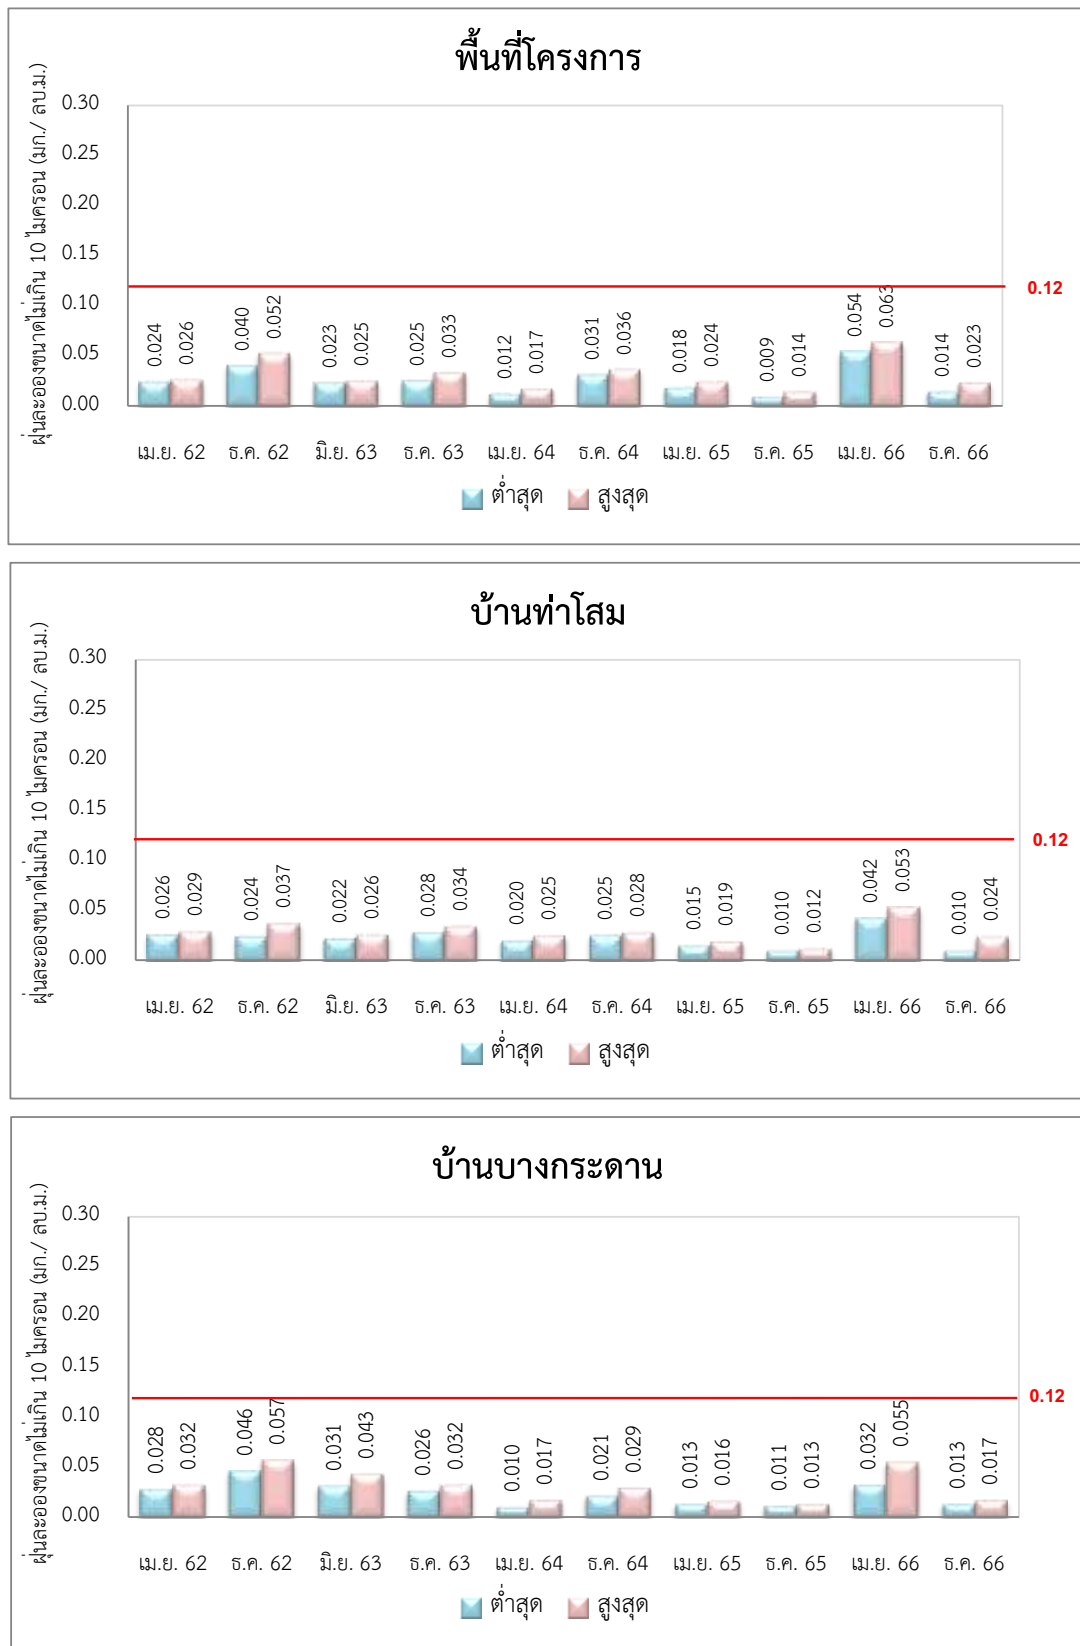 พื้นที่โครงการ
ฝุ่นละอองขนาดไม่เกิน 10 ไมครอน (มก./ ลบ.ม.)
0.30
0.25
0.20
0.15
0.10
0.05
0.00
0.12
0.024 0.026 0.040 0.052 0.023 0.025 0.025 0.033 0.012 0.017 0.031 0.036 0.018 0.024 0.009 0.014 0.054 0.063 0.014 0.023
เม.ย. 62 ธ.ค. 62 มิ.ย. 63 ธ.ค. 63 เม.ย. 64 ธ.ค. 64 เม.ย. 65 ธ.ค. 65 เม.ย. 66 ธ.ค. 66
ต่ำสุด สูงสุด
บ้านท่าโสม
ฝุ่นละอองขนาดไม่เกิน 10 ไมครอน (มก./ ลบ.ม.)
0.30
0.25
0.20
0.15
0.10
0.05
0.00
0.12
0.026 0.029 0.024 0.037 0.022 0.026 0.028 0.034 0.020 0.025 0.025 0.028 0.015 0.019 0.010 0.012 0.042 0.053 0.010 0.024
เม.ย. 62 ธ.ค. 62 มิ.ย. 63 ธ.ค. 63 เม.ย. 64 ธ.ค. 64 เม.ย. 65 ธ.ค. 65 เม.ย. 66 ธ.ค. 66
ต่ำสุด สูงสุด
บ้านบางกระดาน
ฝุ่นละอองขนาดไม่เกิน 10 ไมครอน (มก./ ลบ.ม.)
0.30
0.25
0.20
0.15
0.10
0.05
0.00
0.12
0.028 0.032 0.046 0.057 0.031 0.043 0.026 0.032 0.010 0.017 0.021 0.029 0.013 0.016 0.011 0.013 0.032 0.055 0.013 0.017
เม.ย. 62 ธ.ค. 62 มิ.ย. 63 ธ.ค. 63 เม.ย. 64 ธ.ค. 64 เม.ย. 65 ธ.ค. 65 เม.ย. 66 ธ.ค. 66
ต่ำสุด สูงสุด